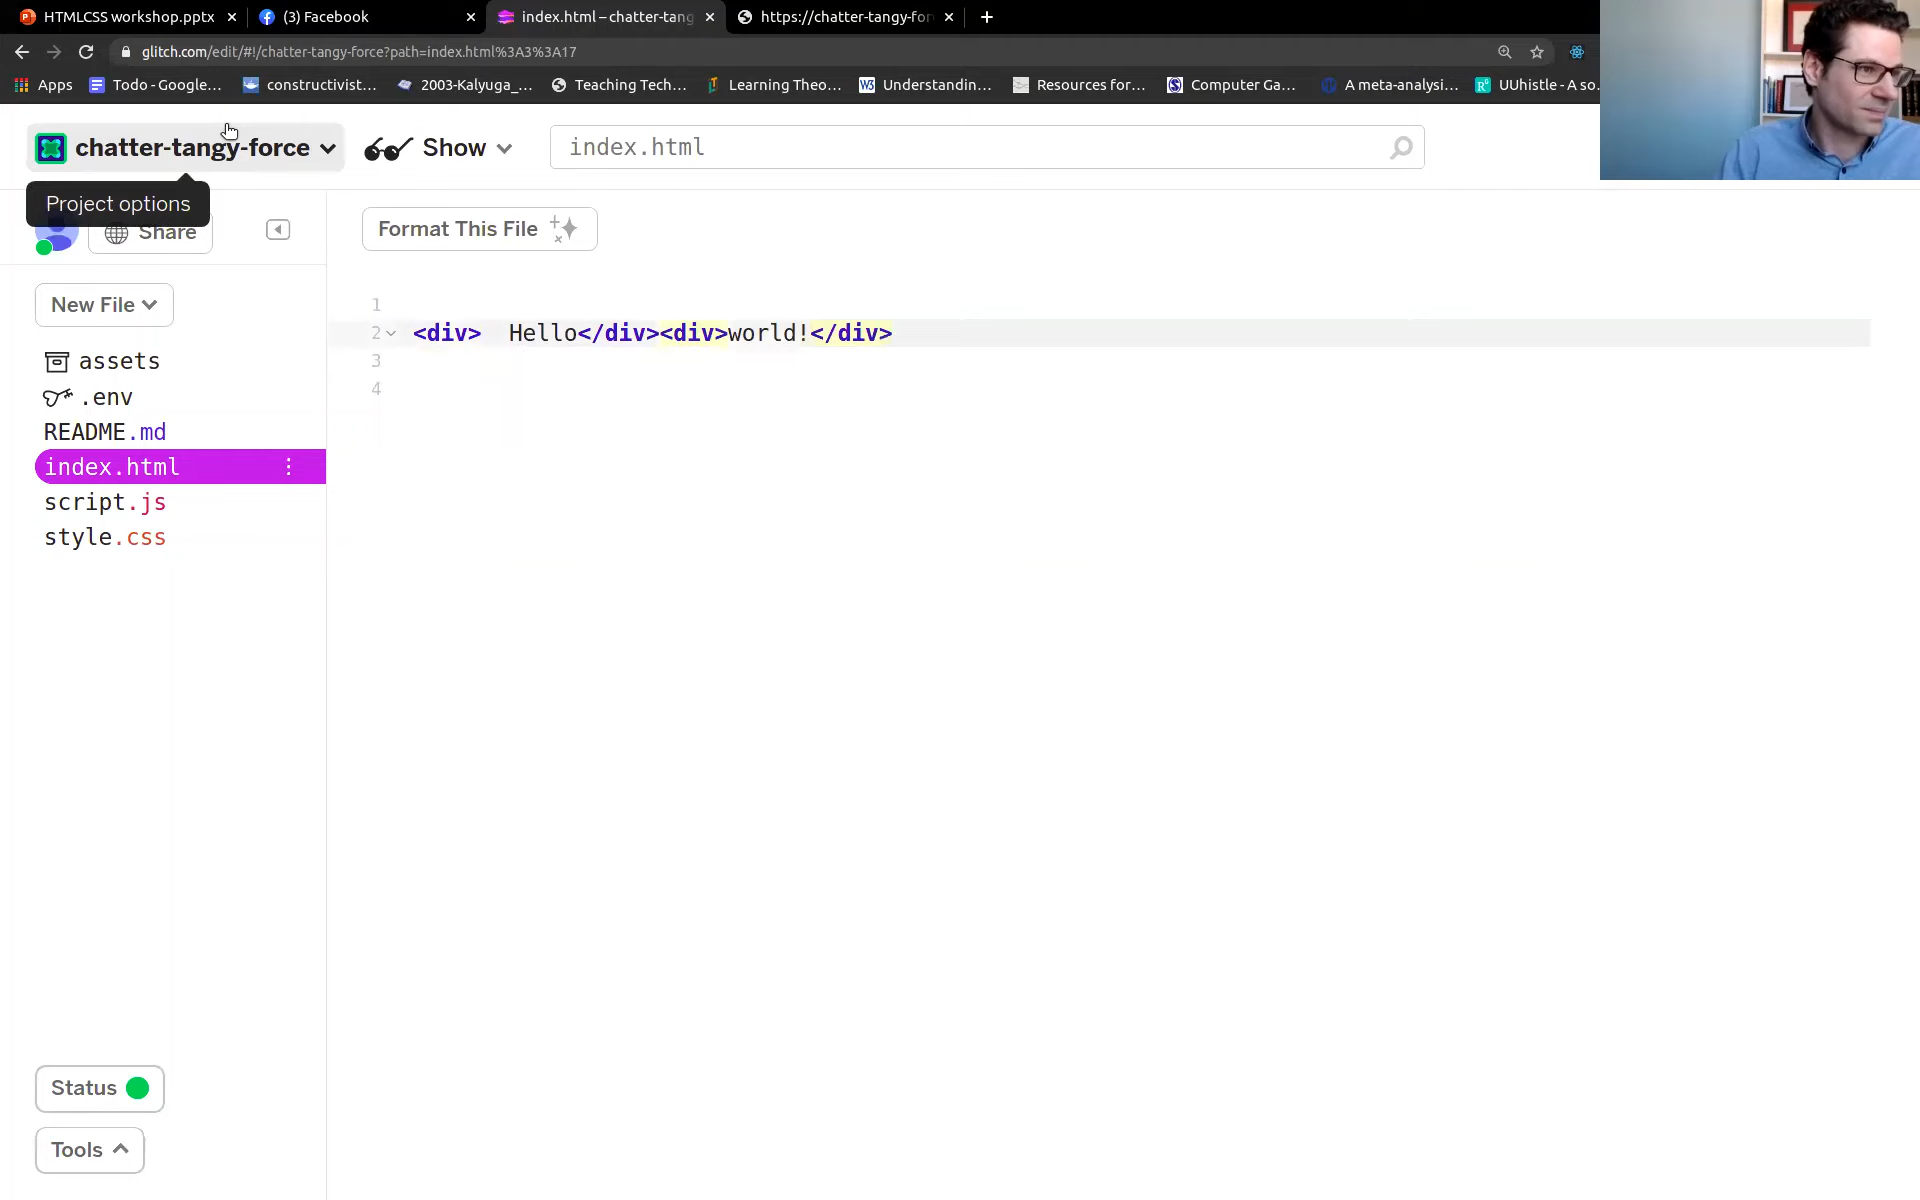 HTMLCSS workshop.pptx
(3) Facebook
index.html – chatter-tang
https://chatter-tangy-for
glitch.com/edit/#!/chatter-tangy-force?path=index.html%3A3%3A17
Apps
Todo - Google...
constructivist...
2003-Kalyuga_...
Teaching Tech...
Learning Theo...
Understandin...
Resources for...
Computer Ga...
A meta-analysi...
UUhistle - A so...
chatter-tangy-force
Show
index.html
Project options
Share
Format This File
New File
assets
.env
README.md
index.html
script.js
style.css
1
2 <div>  Hello</div><div>world!</div>
3
4
Status
Tools